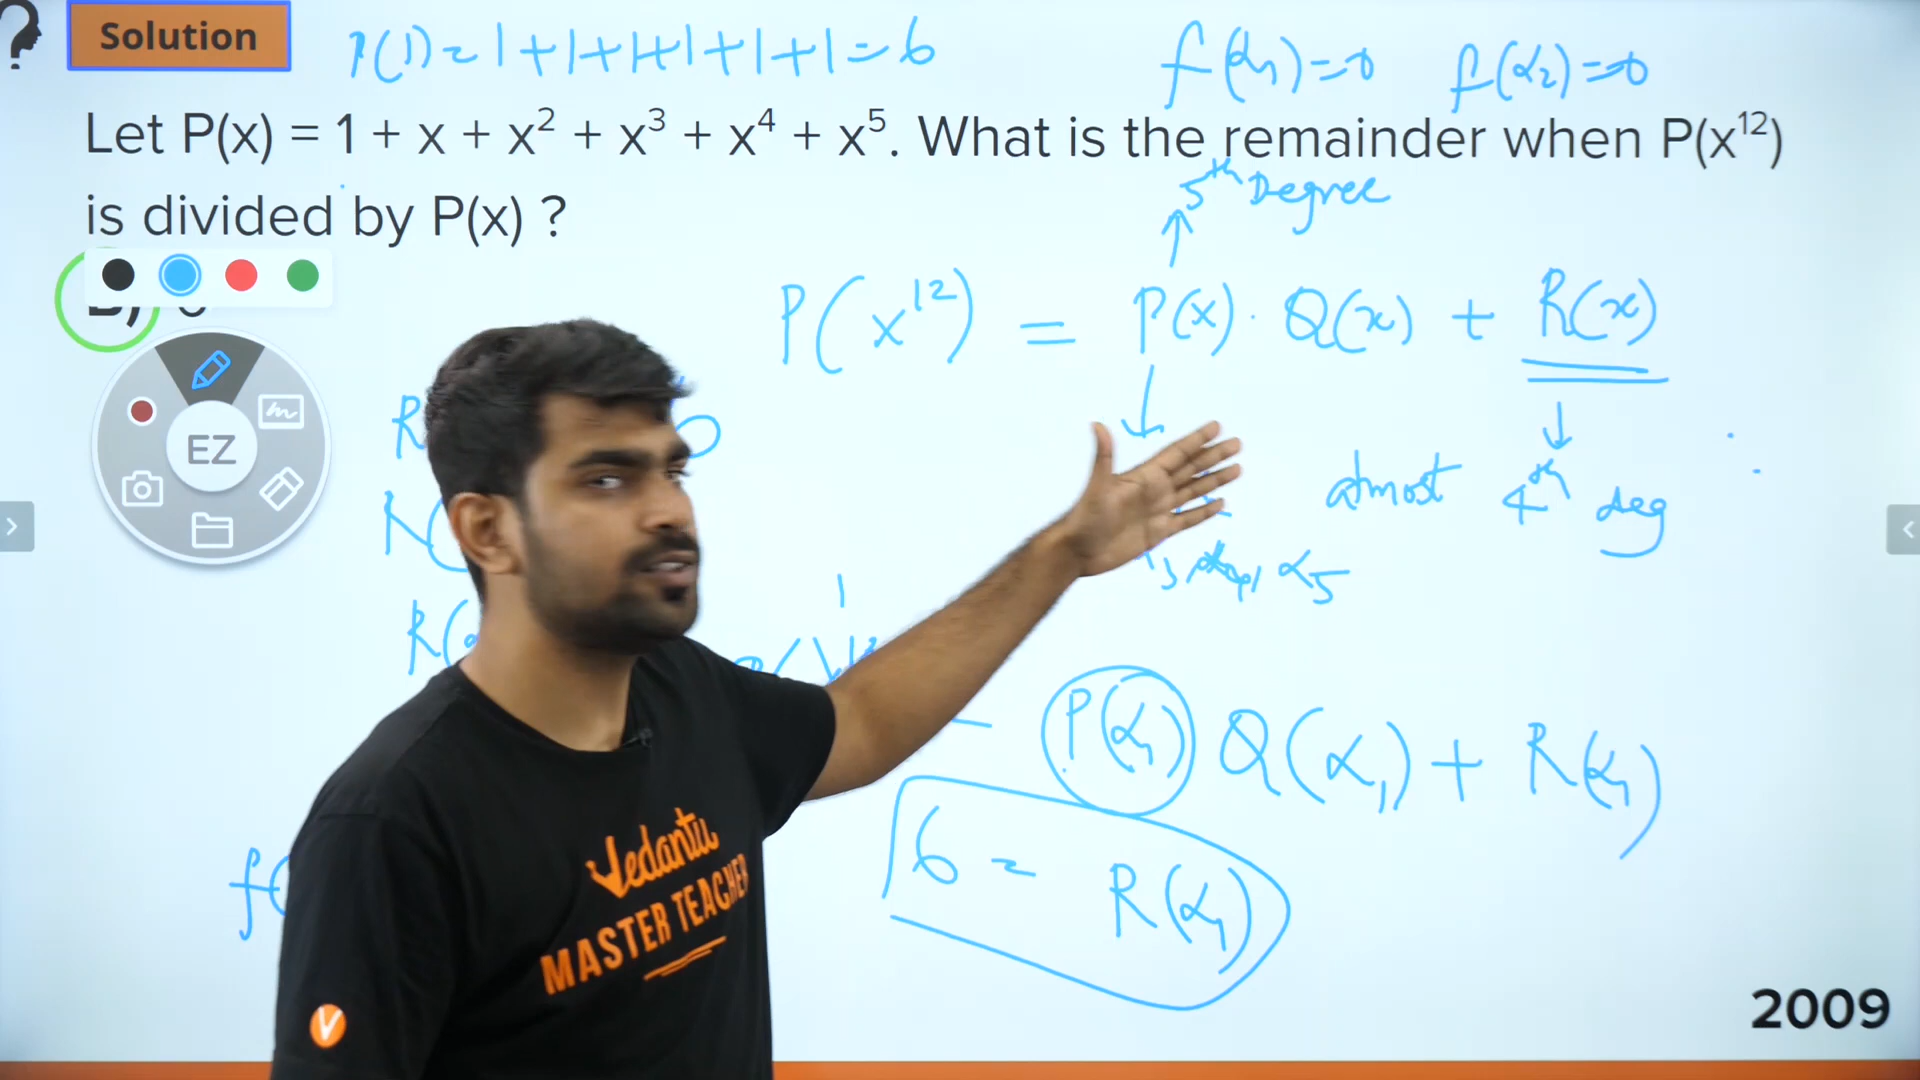 Solution
P(1) = 1+1+1+1+1+1 = 6
f(α₁)=0 f(α₂)=0
Let P(x) = 1 + x + x² + x³ + x⁴ + x⁵. What is the remainder when P(x¹²)
is divided by P(x) ?
5th Degree
P(x¹²) = P(x) · Q(x) + R(x)
EZ
atmost 4th deg
α5
P(α₁) Q(α₁) + R(α₁)
6 = R(α₁)
Vedantu
MASTER TEACHER
V
2009